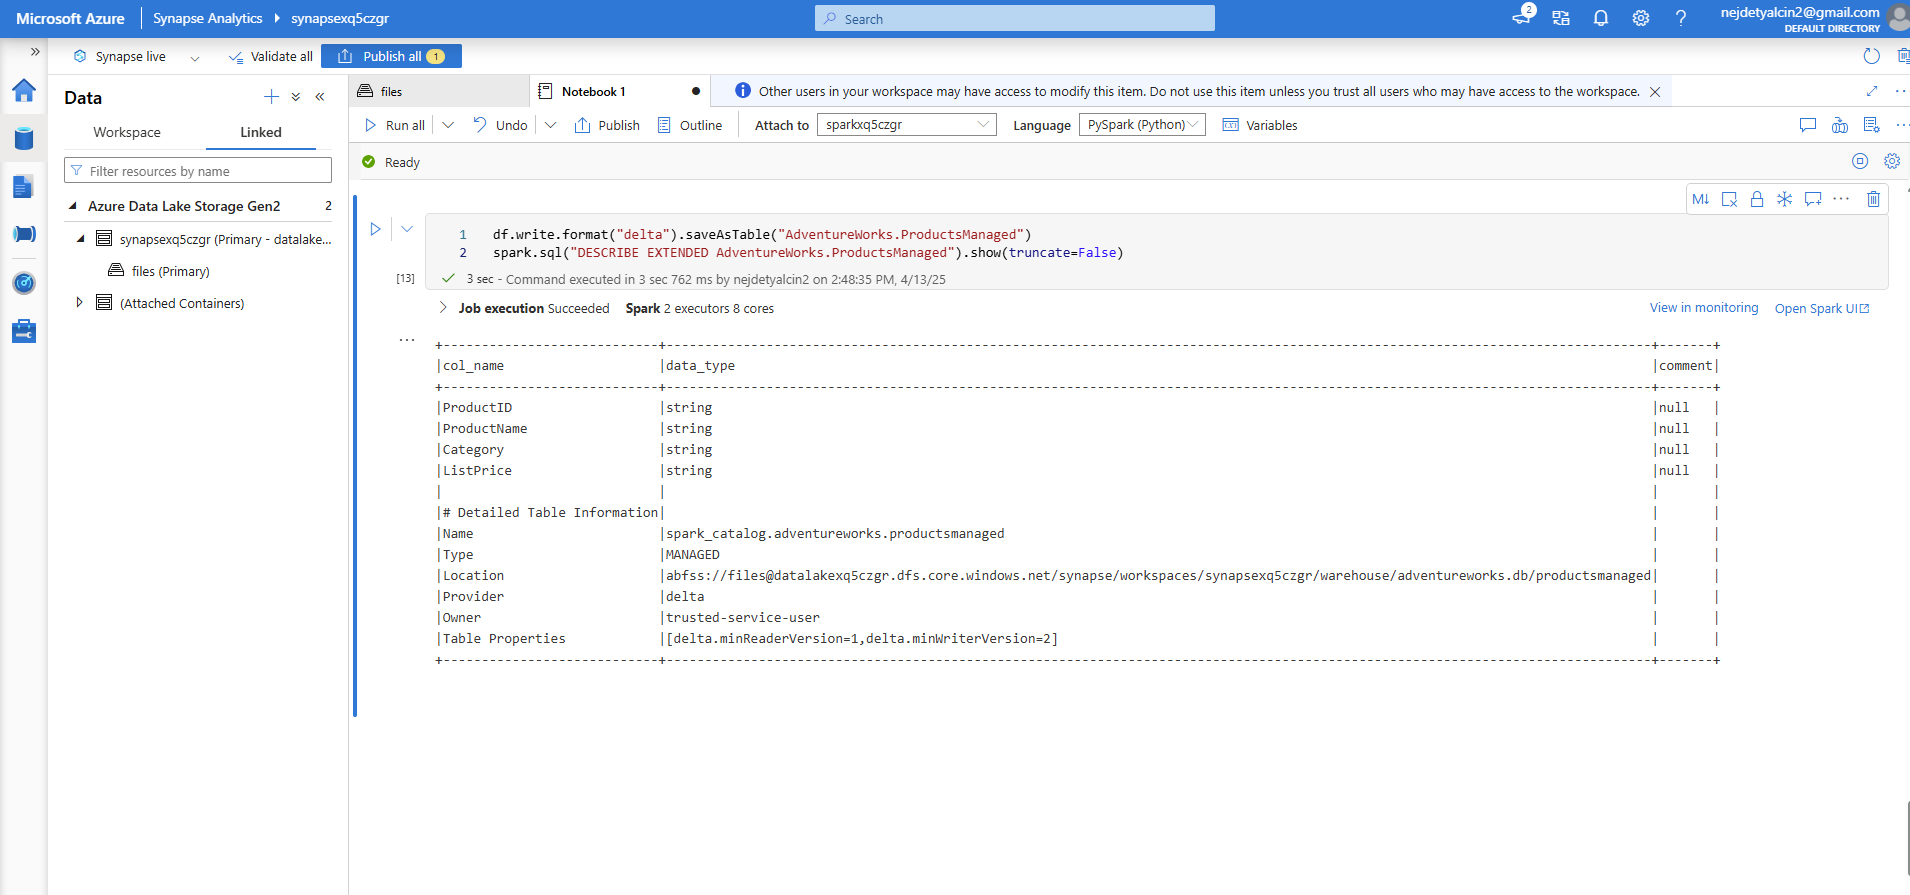 Microsoft Azure
Synapse Analytics
synapsexq5czgr
Search
2
nejdetyalcin2@gmail.com
DEFAULT DIRECTORY
Synapse live
Validate all
Publish all 1
Data
Workspace
Linked
Filter resources by name
Azure Data Lake Storage Gen2 2
synapsexq5czgr (Primary - datalake...
files (Primary)
(Attached Containers)
files
Notebook 1
Other users in your workspace may have access to modify this item. Do not use this item unless you trust all users who may have access to the workspace.
Run all
Undo
Publish
Outline
Attach to
sparkxq5czgr
Language
PySpark (Python)
Variables
Ready
M↓
1 df.write.format("delta").saveAsTable("AdventureWorks.ProductsManaged")
2 spark.sql("DESCRIBE EXTENDED AdventureWorks.ProductsManaged").show(truncate=False)
[13]
3 sec - Command executed in 3 sec 762 ms by nejdetyalcin2 on 2:48:35 PM, 4/13/25
Job execution Succeeded Spark 2 executors 8 cores
View in monitoring
Open Spark UI
|col_name |data_type |comment|
|ProductID |string |null |
|ProductName |string |null |
|Category |string |null |
|ListPrice |string |null |
| | | |
|# Detailed Table Information| | |
|Name |spark_catalog.adventureworks.productsmanaged | |
|Type |MANAGED | |
|Location |abfss://files@datalakexq5czgr.dfs.core.windows.net/synapse/workspaces/synapsexq5czgr/warehouse/adventureworks.db/productsmanaged| |
|Provider |delta | |
|Owner |trusted-service-user | |
|Table Properties |[delta.minReaderVersion=1,delta.minWriterVersion=2] | |